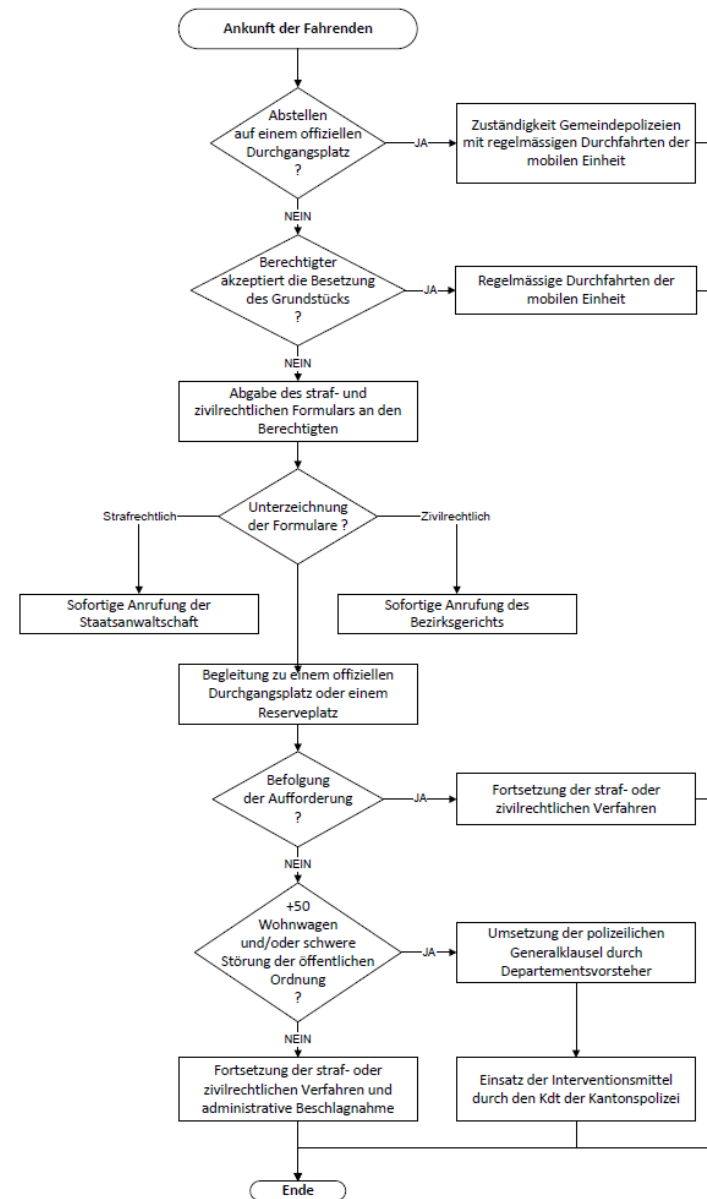 Ankunft der Fahrenden
Abstellen
auf einem offiziellen
Durchgangsplatz
?
JA
Zuständigkeit Gemeindepolizeien
mit regelmässigen Durchfahrten der
mobilen Einheit
NEIN
Berechtigter
akzeptiert die Besetzung
des Grundstücks
?
JA
Regelmässige Durchfahrten der
mobilen Einheit
NEIN
Abgabe des straf- und
zivilrechtlichen Formulars an den
Berechtigten
Unterzeichnung
der Formulare ?
Strafrechtlich
Zivilrechtlich
Sofortige Anrufung der
Staatsanwaltschaft
Sofortige Anrufung des
Bezirksgerichts
Begleitung zu einem offiziellen
Durchgangsplatz oder einem
Reserveplatz
Befolgung
der Aufforderung
?
JA
Fortsetzung der straf- oder
zivilrechtlichen Verfahren
NEIN
+50
Wohnwagen
und/oder schwere
Störung der öffentlichen
Ordnung
?
JA
Umsetzung der polizeilichen
Generalklausel durch
Departementsvorsteher
NEIN
Fortsetzung der straf- oder
zivilrechtlichen Verfahren und
administrative Beschlagnahme
Einsatz der Interventionsmittel
durch den Kdt der Kantonspolizei
Ende